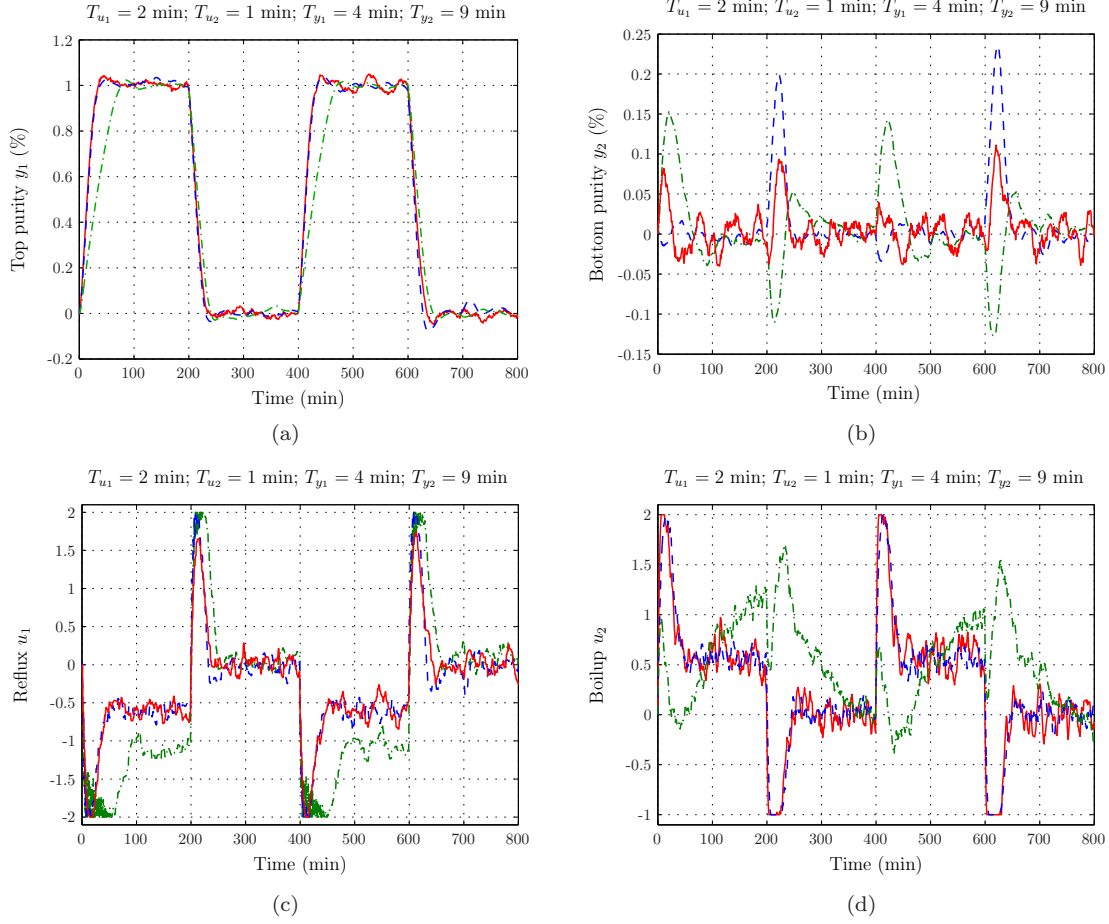 T_{u_1} = 2 min; T_{u_2} = 1 min; T_{y_1} = 4 min; T_{y_2} = 9 min
1.2
1
0.8
0.6
0.4
0.2
0
-0.2
Top purity y_1 (%)
0 100 200 300 400 500 600 700 800
Time (min)
(a)
T_{u_1} = 2 min; T_{u_2} = 1 min; T_{y_1} = 4 min; T_{y_2} = 9 min
0.25
0.2
0.15
0.1
0.05
0
-0.05
-0.1
-0.15
Bottom purity y_2 (%)
0 100 200 300 400 500 600 700 800
Time (min)
(b)
T_{u_1} = 2 min; T_{u_2} = 1 min; T_{y_1} = 4 min; T_{y_2} = 9 min
2
1.5
1
0.5
0
-0.5
-1
-1.5
-2
Reflux u_1
0 100 200 300 400 500 600 700 800
Time (min)
(c)
T_{u_1} = 2 min; T_{u_2} = 1 min; T_{y_1} = 4 min; T_{y_2} = 9 min
2
1.5
1
0.5
0
-0.5
-1
Boilup u_2
0 100 200 300 400 500 600 700 800
Time (min)
(d)